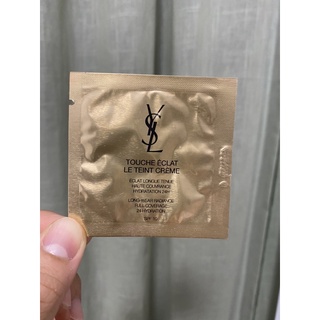 YSL
TOUCHE ÉCLAT
LE TEINT CRÈME
ÉCLAT LONGUE TENUE
HAUTE COUVRANCE
HYDRATATION 24H
LONG-WEAR RADIANCE
FULL COVERAGE
24 HYDRATION